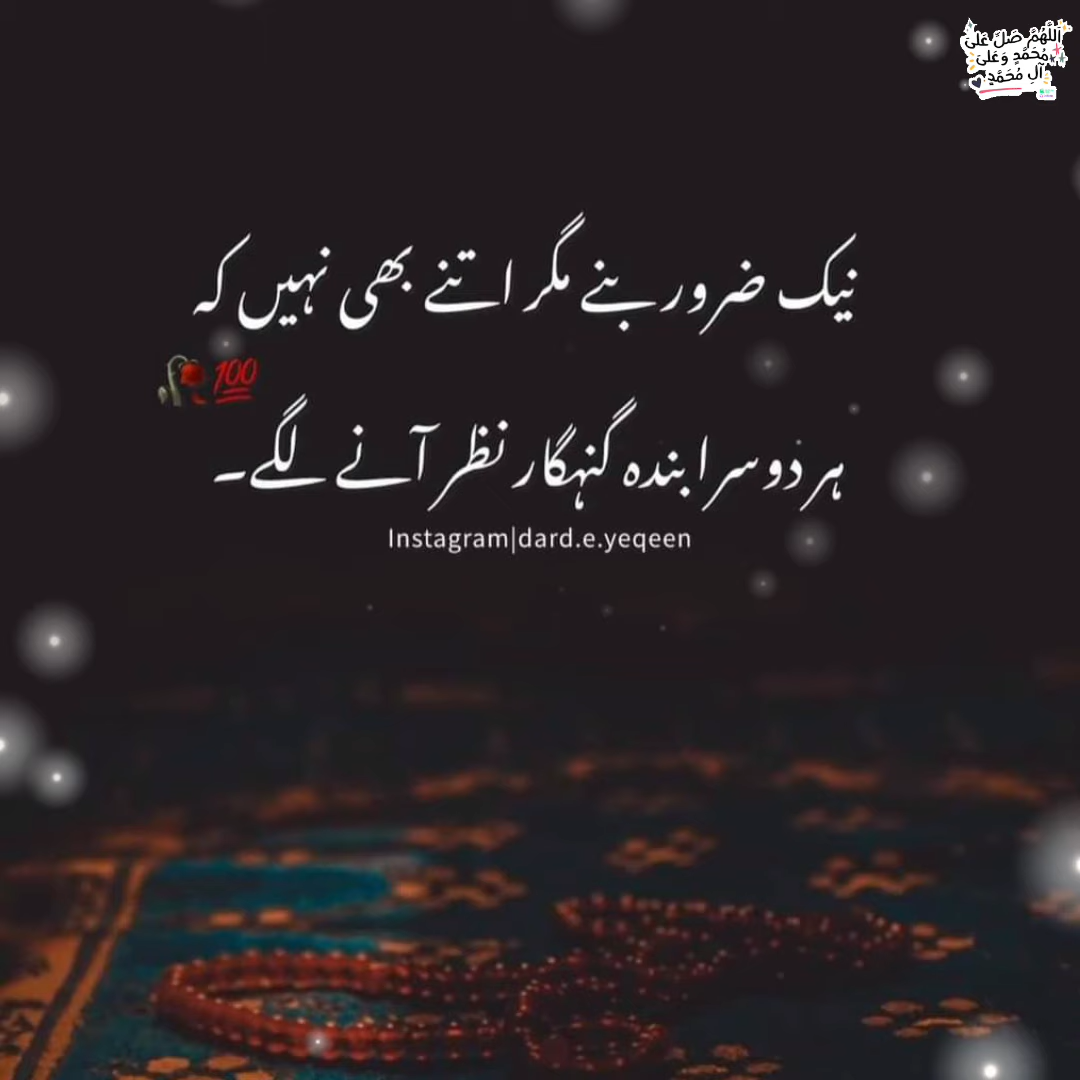 اللَّهُمَّ صَلِّ عَلَىٰ
مُحَمَّدٍ وَعَلَىٰ
آلِ مُحَمَّدٍ
نیک ضرور بنے مگر اتنے بھی نہیں کہ
💯🥀
ہر دوسرا بندہ گنہگار نظر آنے لگے۔
Instagram|dard.e.yeqeen